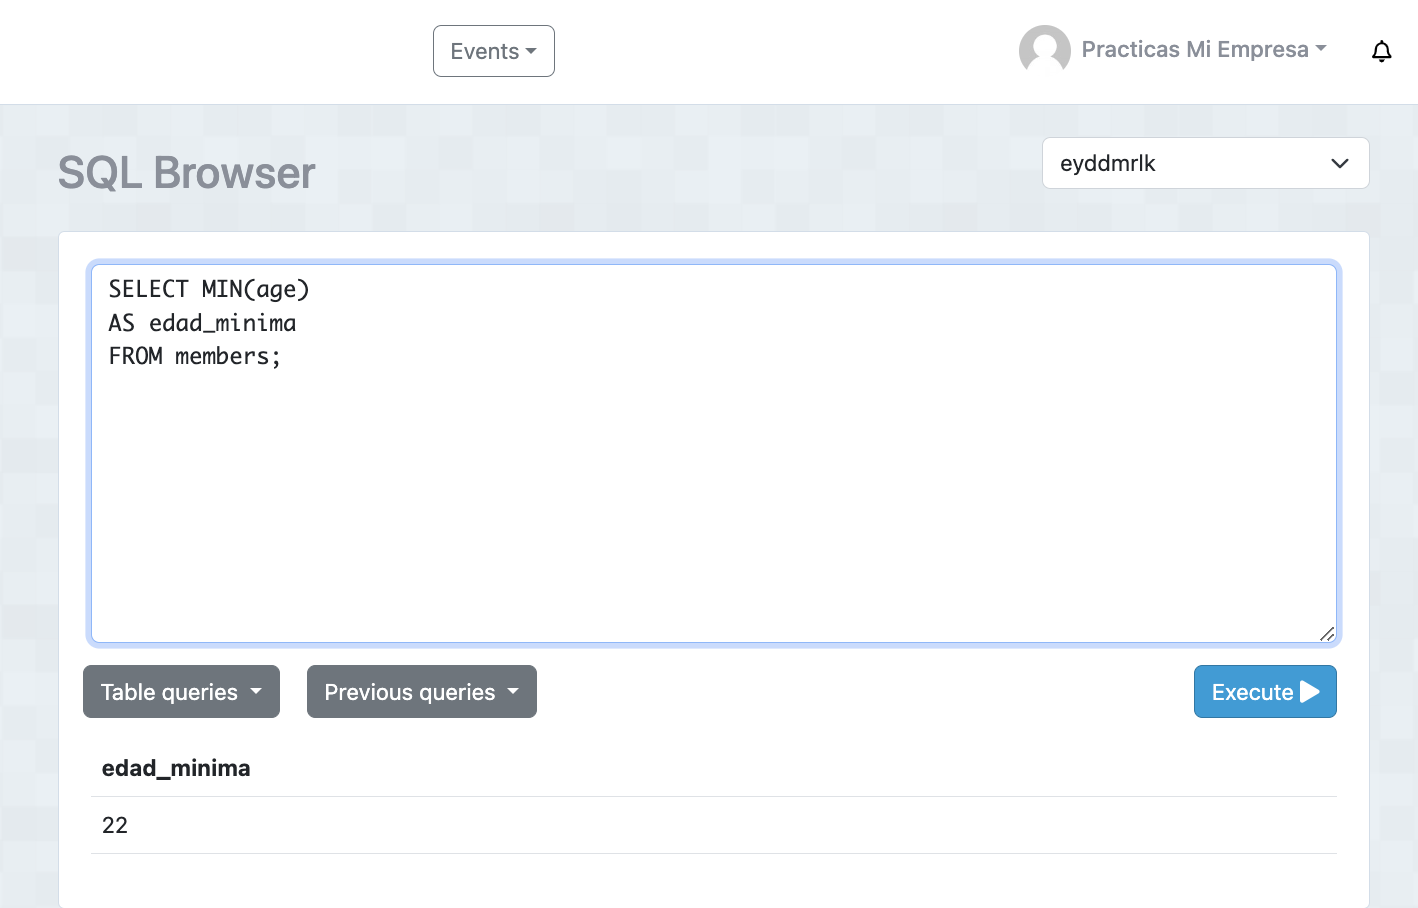 Events
Practicas Mi Empresa
SQL Browser
eyddmrlk
SELECT MIN(age)
AS edad_minima
FROM members;
Table queries
Previous queries
Execute
edad_minima
22